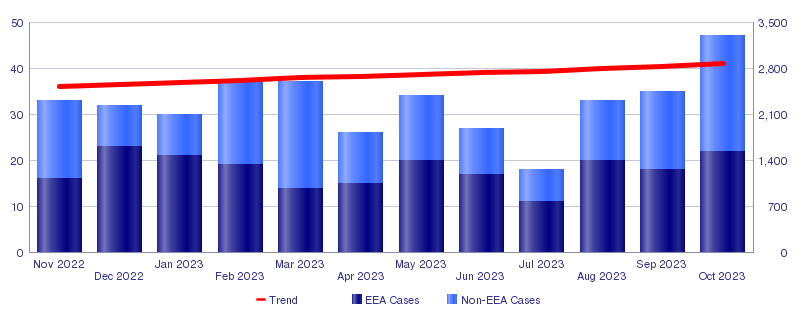 50
3,500
40
2,800
30
2,100
20
1,400
10
700
0
0
Nov 2022
Dec 2022
Jan 2023
Feb 2023
Mar 2023
Apr 2023
May 2023
Jun 2023
Jul 2023
Aug 2023
Sep 2023
Oct 2023
Trend
EEA Cases
Non-EEA Cases